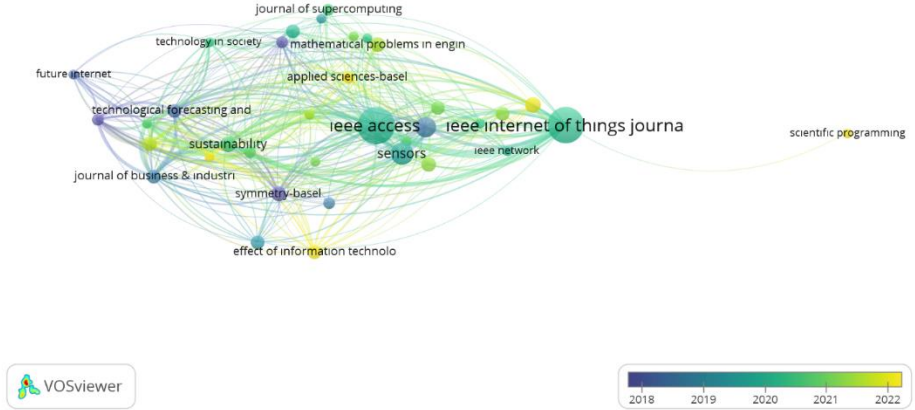 journal of supercomputing
technology in society
mathematical problems in engin
future internet
applied sciences-basel
technological forecasting and
ieee access
ieee internet of things journa
scientific programming
sustainability
sensors
ieee network
journal of business & industri
symmetry-basel
effect of information technolo
VOSviewer
2018 2019 2020 2021 2022